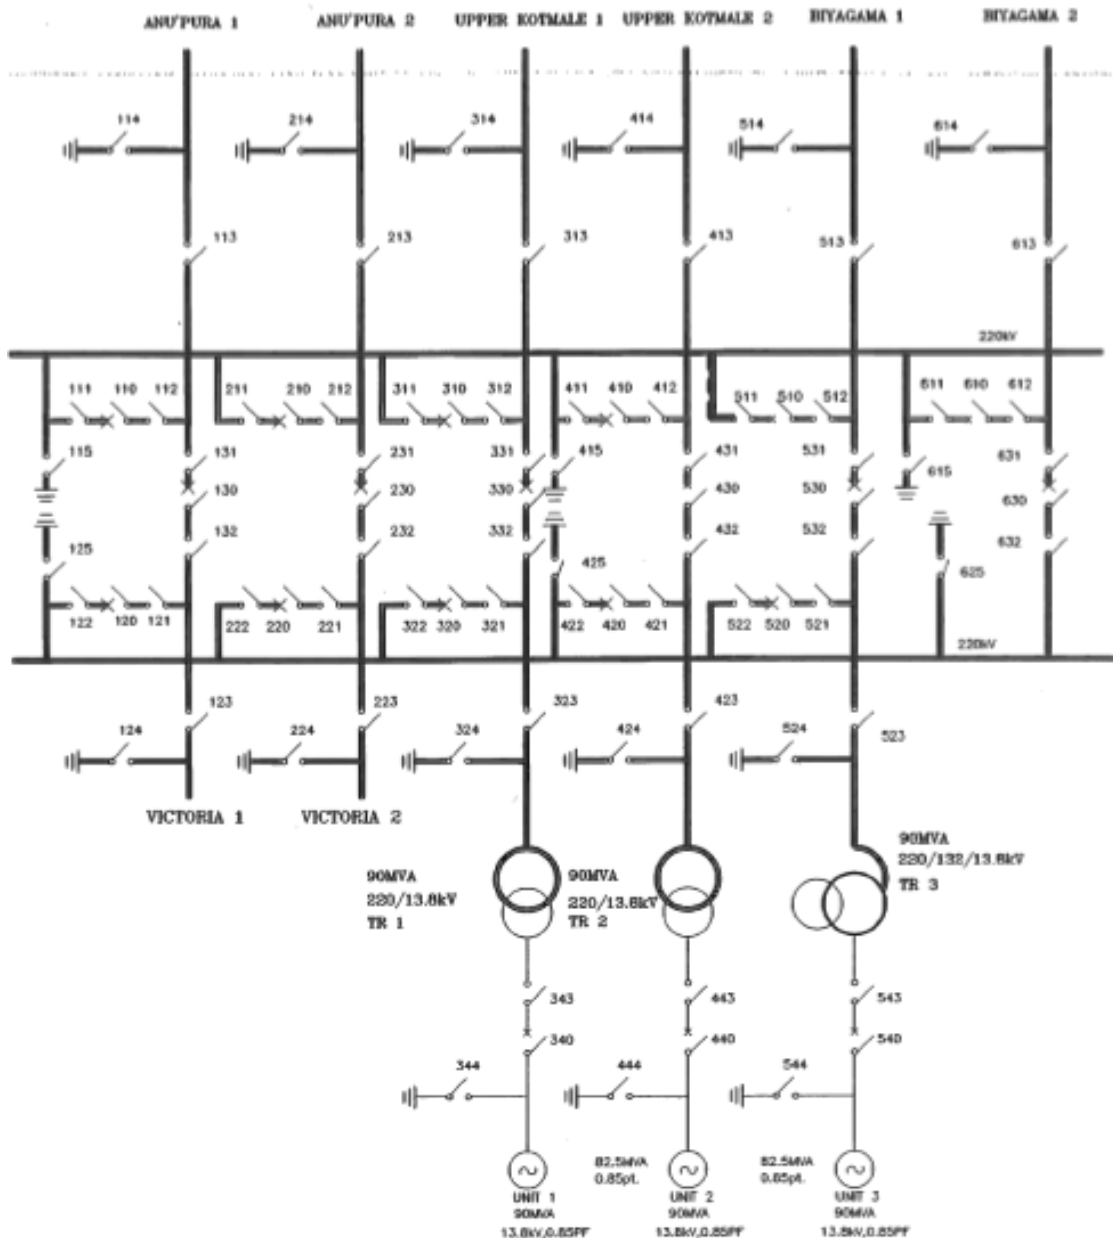 ANU'PURA 1 ANU'PURA 2 UPPER KOTMALE 1 UPPER KOTMALE 2 BIYAGAMA 1 BIYAGAMA 2
114 214 314 414 514 614
113 213 313 413 513 613
220kV
111 110 112 211 210 212 311 310 312 411 410 412 511 510 512 611 610 612
115 131 231 331 415 431 531 615 631
130 230 330 430 530 630
125 132 232 332 425 432 532 625 632
122 120 121 222 220 221 322 320 321 422 420 421 522 520 521
220kV
123 223 323 423 523
124 224 324 424 524
VICTORIA 1 VICTORIA 2
90MVA
220/13.8kV
TR 1
90MVA
220/13.8kV
TR 2
90MVA
220/132/13.8kV
TR 3
343 443 543
340 440 540
344 444 544
82.5MVA
0.85pf.
82.5MVA
0.85pf.
UNIT 1
90MVA
13.8kV,0.85PF
UNIT 2
90MVA
13.8kV,0.85PF
UNIT 3
90MVA
13.8kV,0.85PF